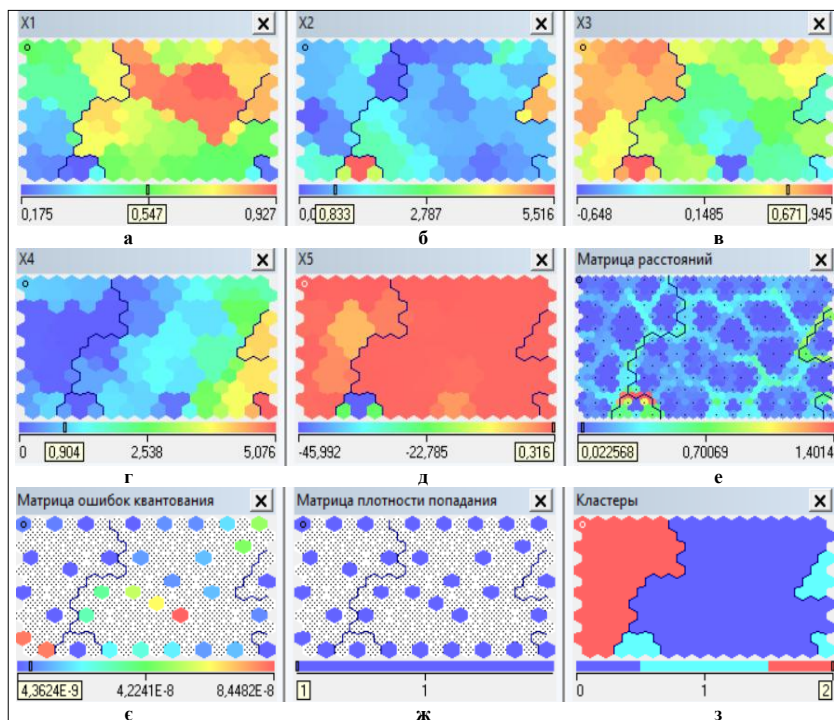 X1 X2 X3
0,175 0,547 0,927 0,833 2,787 5,516 -0,648 0,1485 0,671 ,945
а б в
X4 X5 Матрица расстояний
0 0,904 2,538 5,076 -45,992 -22,785 0,316 0,022568 0,70069 1,4014
г д е
Матрица ошибок квантования Матрица плотности попадания Кластеры
4,3624E-9 4,2241E-8 8,4482E-8 1 1 0 1 2
є ж з